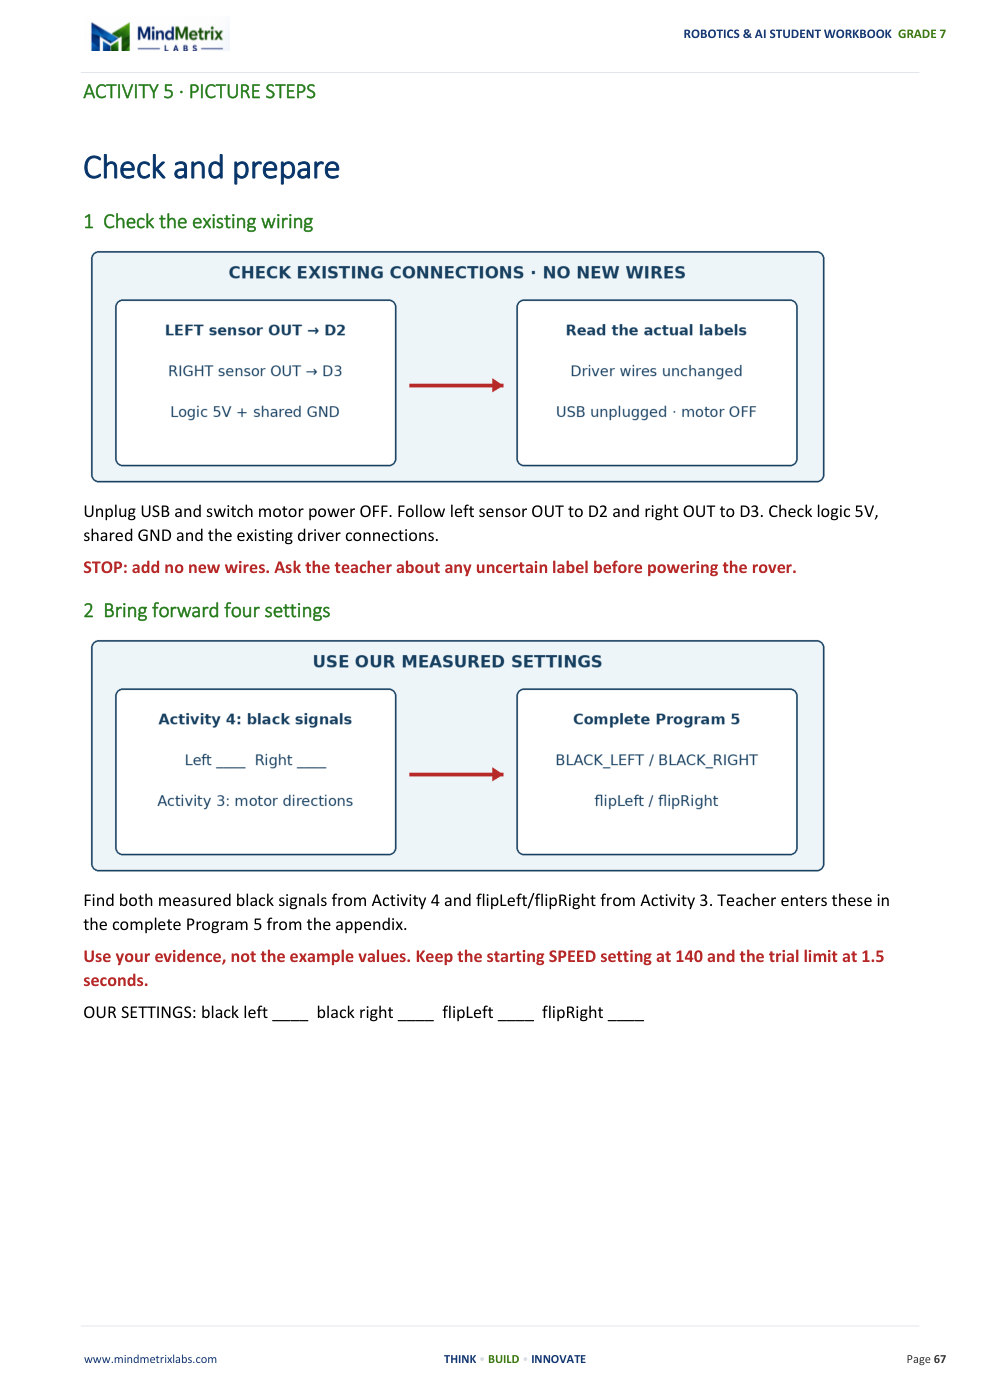 MindMetrix
LABS
ROBOTICS & AI STUDENT WORKBOOK GRADE 7
ACTIVITY 5 · PICTURE STEPS
Check and prepare
1 Check the existing wiring
CHECK EXISTING CONNECTIONS · NO NEW WIRES
LEFT sensor OUT → D2
RIGHT sensor OUT → D3
Logic 5V + shared GND
Read the actual labels
Driver wires unchanged
USB unplugged · motor OFF
Unplug USB and switch motor power OFF. Follow left sensor OUT to D2 and right OUT to D3. Check logic 5V,
shared GND and the existing driver connections.
STOP: add no new wires. Ask the teacher about any uncertain label before powering the rover.
2 Bring forward four settings
USE OUR MEASURED SETTINGS
Activity 4: black signals
Left ____ Right ____
Activity 3: motor directions
Complete Program 5
BLACK_LEFT / BLACK_RIGHT
flipLeft / flipRight
Find both measured black signals from Activity 4 and flipLeft/flipRight from Activity 3. Teacher enters these in
the complete Program 5 from the appendix.
Use your evidence, not the example values. Keep the starting SPEED setting at 140 and the trial limit at 1.5
seconds.
OUR SETTINGS: black left ____ black right ____ flipLeft ____ flipRight ____
www.mindmetrixlabs.com
THINK • BUILD • INNOVATE
Page 67